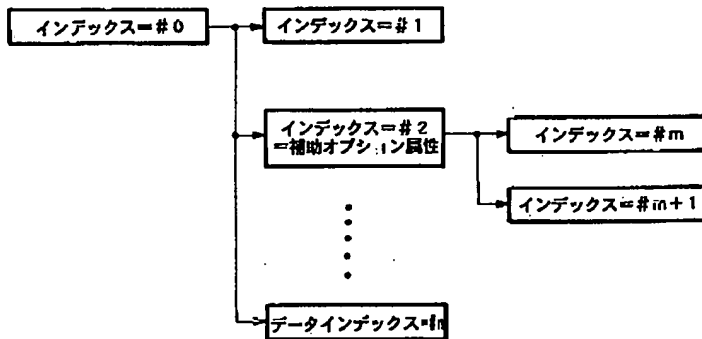 インデックス=#0
インデックス=#1
インデックス=#2
=補助オプション属性
インデックス=#m
インデックス=#m+1
データインデックス=#n